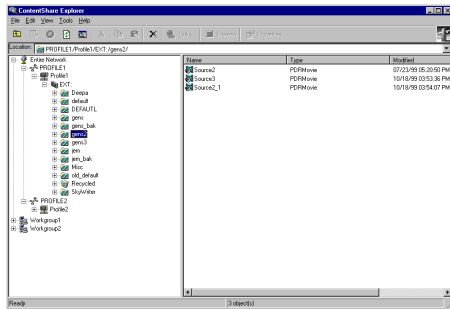 ContentShare Explorer
File Edit View Tools Help
Location: PROFILE1/Profile1/EXT:/gens2/
Entire Network
PROFILE1
Profile1
EXT:
Deepa
default
DEFAUTL
gens
gens_bak
gens2
gens3
jem
jem_bak
Misc
old_default
Recycled
SkyWriter
PROFILE2
Profile2
Workgroup1
Workgroup2
Name Type Modified
Source2 PDRMovie 07/23/99 05:20:50 PM
Source3 PDRMovie 10/18/99 03:53:36 PM
Source2_1 PDRMovie 10/18/99 03:54:07 PM
Ready 3 object(s)